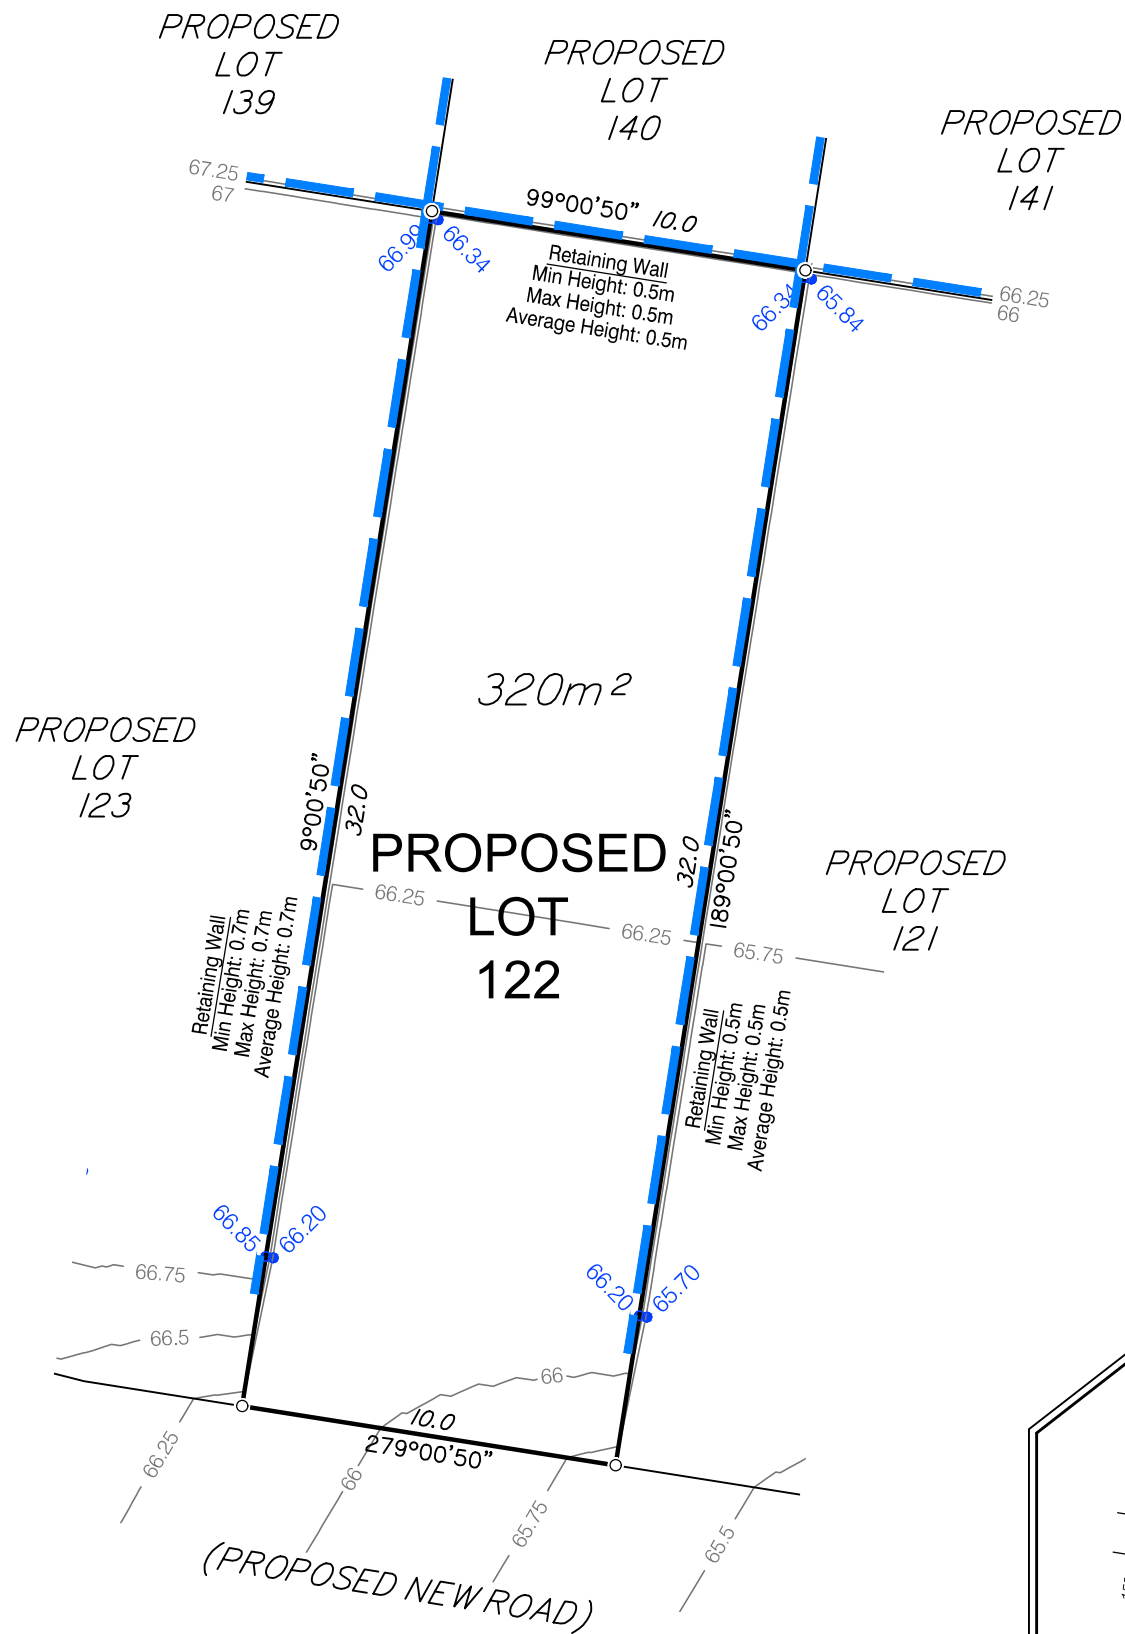 PROPOSED
LOT
139
PROPOSED
LOT
140
PROPOSED
LOT
141
67.25
67
99°00'50" 10.0
66.99
66.34
Retaining Wall
Min Height: 0.5m
Max Height: 0.5m
Average Height: 0.5m
66.34
65.84
66.25
66
320m²
PROPOSED
LOT
123
9°00'50"
32.0
PROPOSED
LOT
122
32.0
189°00'50"
PROPOSED
LOT
121
66.25
66.25
65.75
Retaining Wall
Min Height: 0.7m
Max Height: 0.7m
Average Height: 0.7m
Retaining Wall
Min Height: 0.5m
Max Height: 0.5m
Average Height: 0.5m
66.85
66.20
66.20
65.70
66.75
66.5
66
10.0
279°00'50"
66.25
66
65.75
65.5
(PROPOSED NEW ROAD)